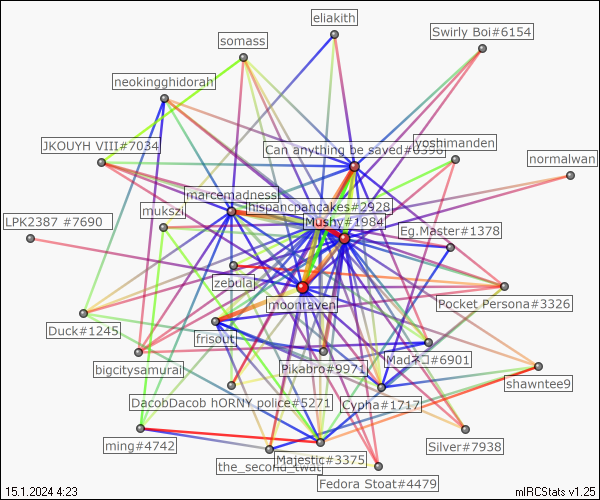 eliakith
Swirly Boi#6154
somass
neokingghidorah
JKOUYH VIII#7034
Can anything be saved#6396
yoshimanden
normalwan
marcemadness
hispancpancakes#2928
mukszi
Mushy#1984
LPK2387 #7690
Eg.Master#1378
zebula
moonraven
Pocket Persona#3326
Duck#1245
frisout
bigcitysamurai
Pikabro#9971
Madネコ#6901
shawntee9
DacobDacob hORNY police#5271
Cypha#1717
ming#4742
Silver#7938
the_second_twat
Majestic#3375
Fedora Stoat#4479
15.1.2024 4:23
mIRCStats v1.25